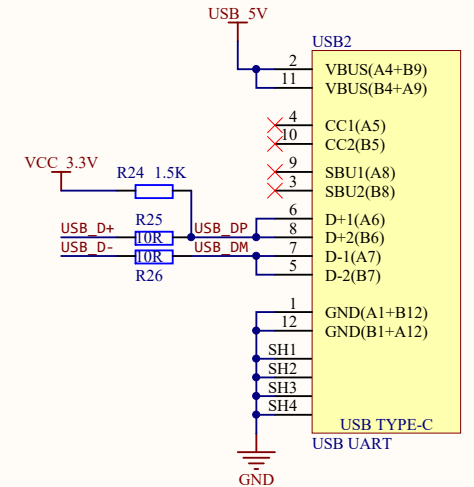 USB_5V
USB2
2 VBUS(A4+B9)
11 VBUS(B4+A9)
4 CC1(A5)
10 CC2(B5)
VCC_3.3V
R24 1.5K
9 SBU1(A8)
3 SBU2(B8)
R25
6 D+1(A6)
USB_D+ 10R USB_DP 8 D+2(B6)
USB_D- 10R USB_DM 7 D-1(A7)
R26
5 D-2(B7)
1 GND(A1+B12)
12 GND(B1+A12)
SH1
SH2
SH3
SH4
USB TYPE-C
USB UART
GND